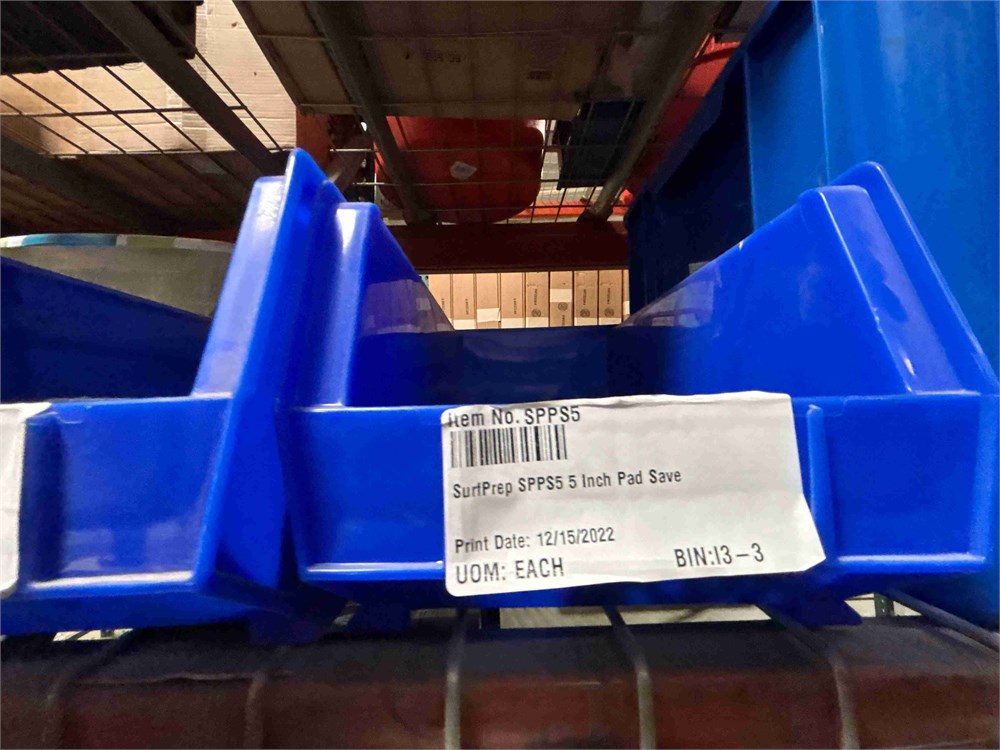 Item No. SPPS5
SurfPrep SPPS5 5 Inch Pad Save
Print Date: 12/15/2022
UOM: EACH BIN:I3-3